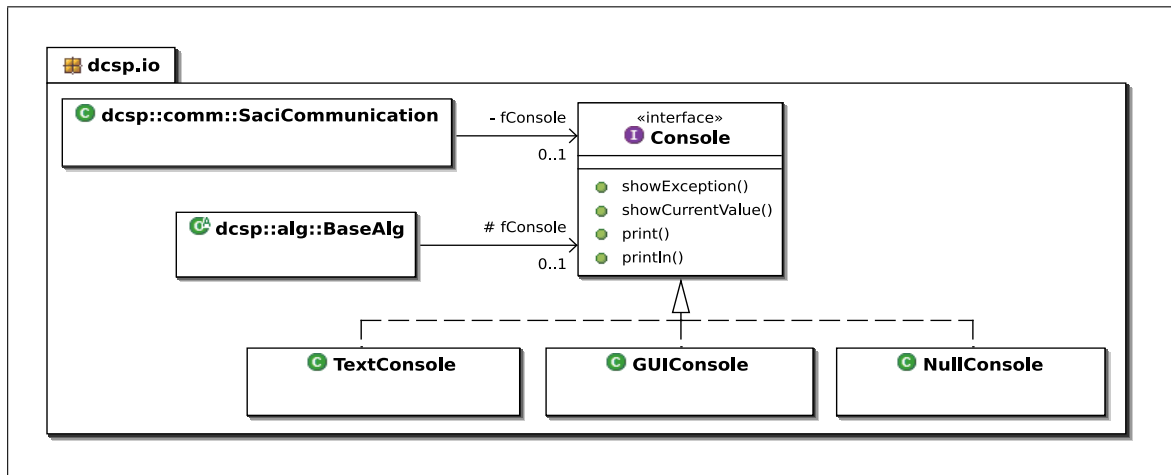 dcsp.io
C dcsp::comm::SaciCommunication
- fConsole
0..1
«interface»
I Console
showException()
showCurrentValue()
print()
println()
C A dcsp::alg::BaseAlg
# fConsole
0..1
C TextConsole
C GUIConsole
C NullConsole